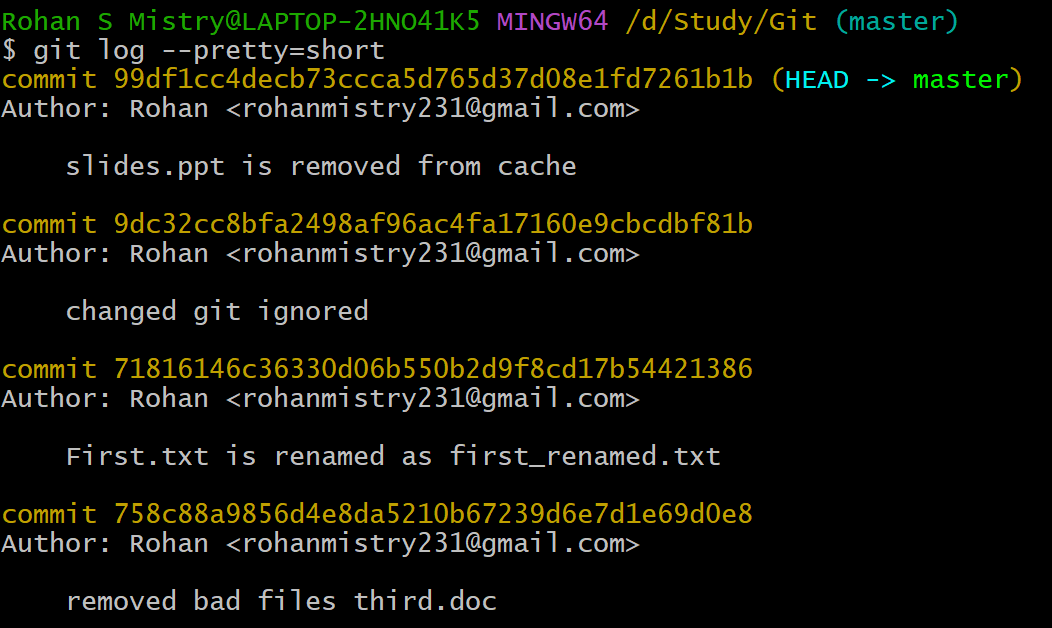 Rohan S Mistry@LAPTOP-2HNO41K5 MINGW64 /d/Study/Git (master)
$ git log --pretty=short
commit 99df1cc4decb73ccca5d765d37d08e1fd7261b1b (HEAD -> master)
Author: Rohan <rohanmistry231@gmail.com>
slides.ppt is removed from cache
commit 9dc32cc8bfa2498af96ac4fa17160e9cbcdbf81b
Author: Rohan <rohanmistry231@gmail.com>
changed git ignored
commit 71816146c36330d06b550b2d9f8cd17b54421386
Author: Rohan <rohanmistry231@gmail.com>
First.txt is renamed as first_renamed.txt
commit 758c88a9856d4e8da5210b67239d6e7d1e69d0e8
Author: Rohan <rohanmistry231@gmail.com>
removed bad files third.doc